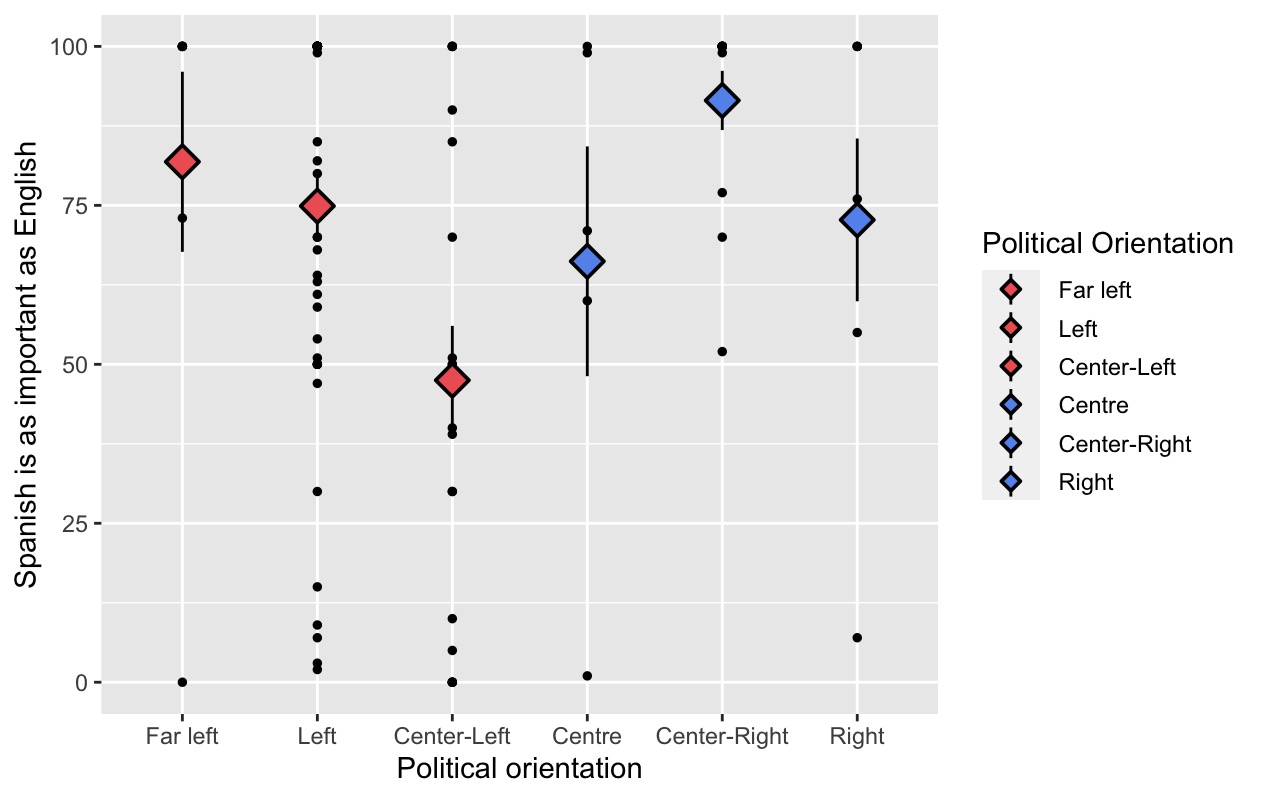 Spanish is as important as English
100
75
50
25
0
Far left
Left
Center-Left
Centre
Center-Right
Right
Political orientation
Political Orientation
Far left
Left
Center-Left
Centre
Center-Right
Right